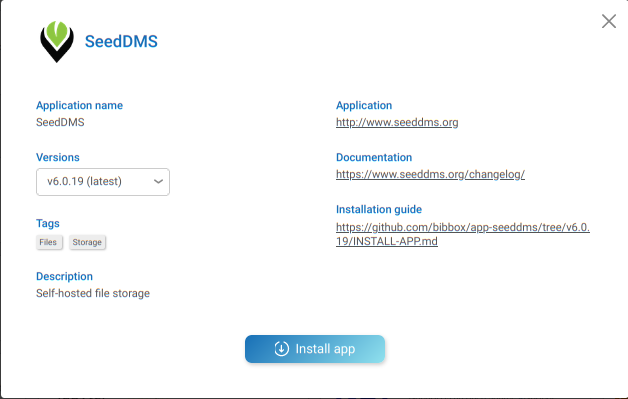 SeedDMS
Application name
SeedDMS
Versions
v6.0.19 (latest)
Tags
Files
Storage
Description
Self-hosted file storage
Application
http://www.seeddms.org
Documentation
https://www.seeddms.org/changelog/
Installation guide
https://github.com/bibbox/app-seeddms/tree/v6.0.
19/INSTALL-APP.md
Install app